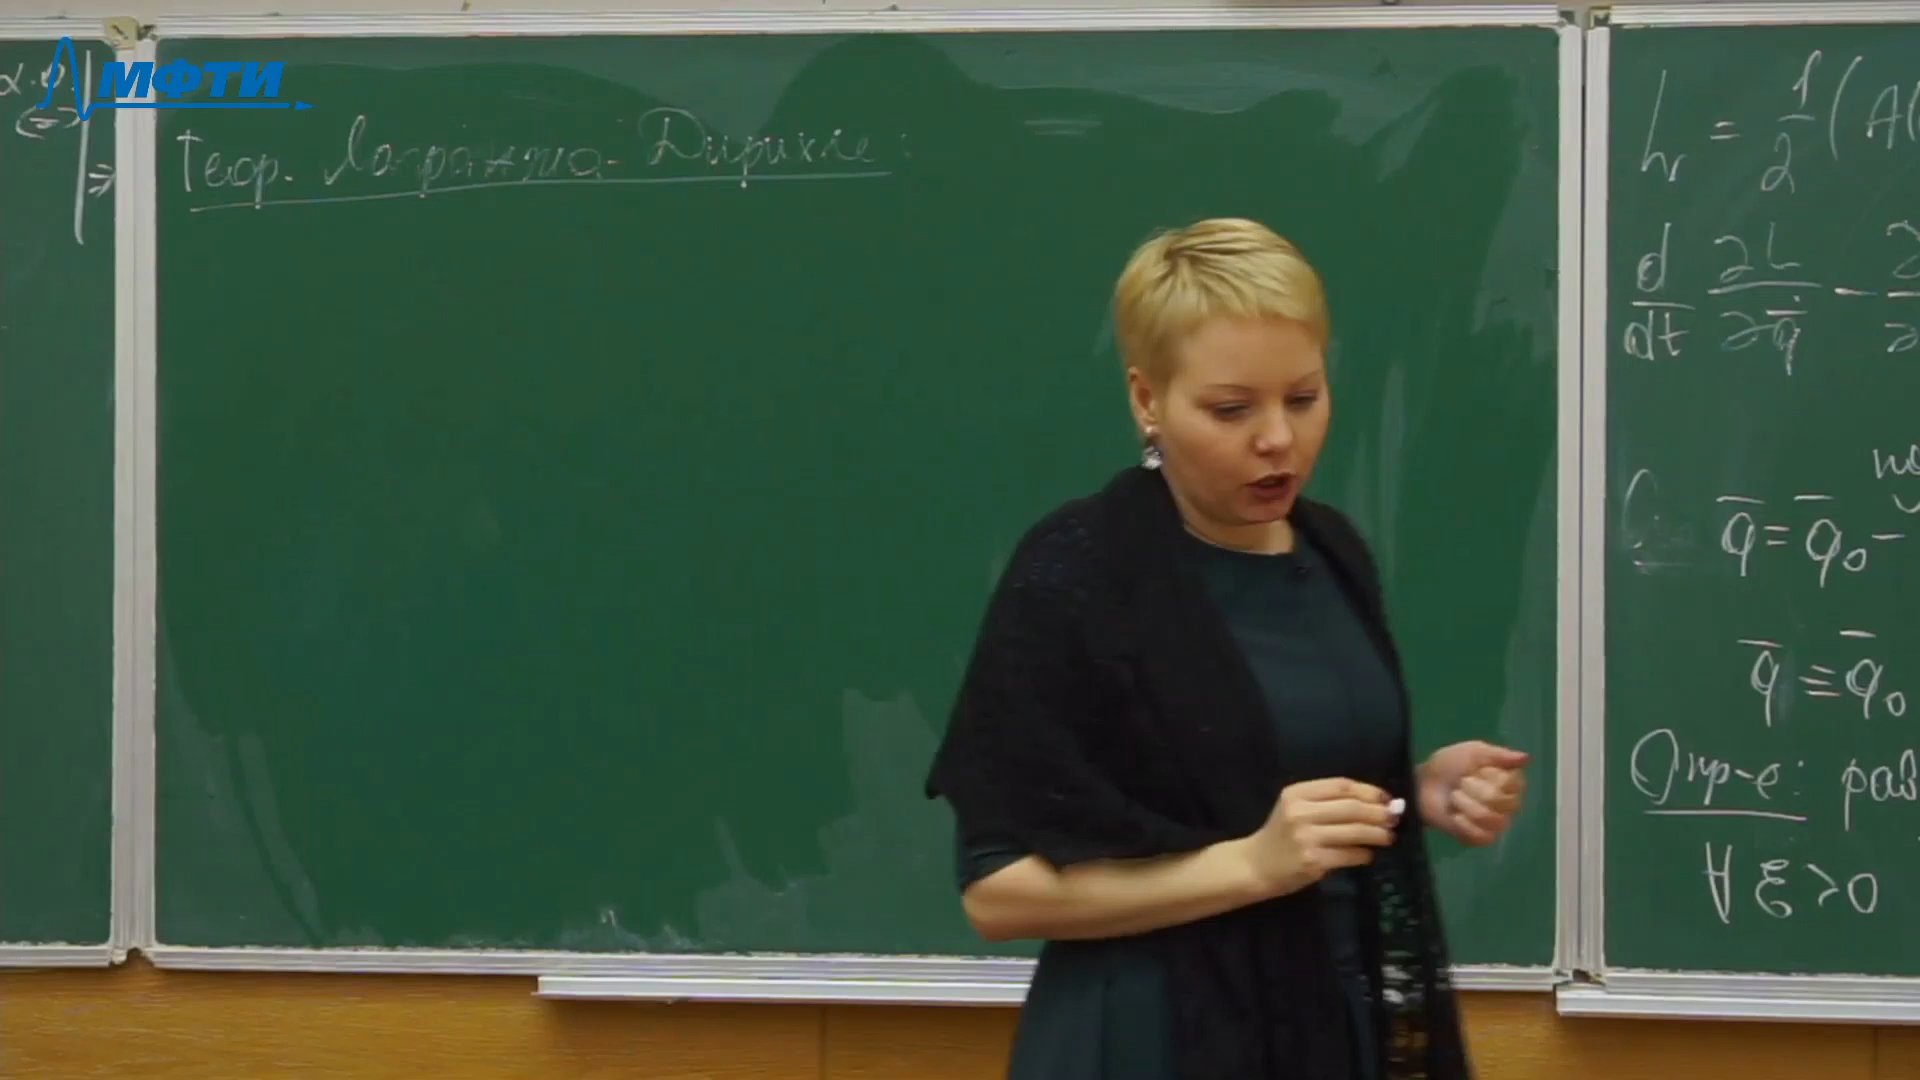 α.
⇒
МФТИ
Теор. Лагранжа-Дирихле:
L = 1/2 ( A(
d/dt ∂L/∂q̇̄ -
q̄ = q̄₀ -
q̄ ≡ q̄₀
Опр-е: рав
∀ ε > 0